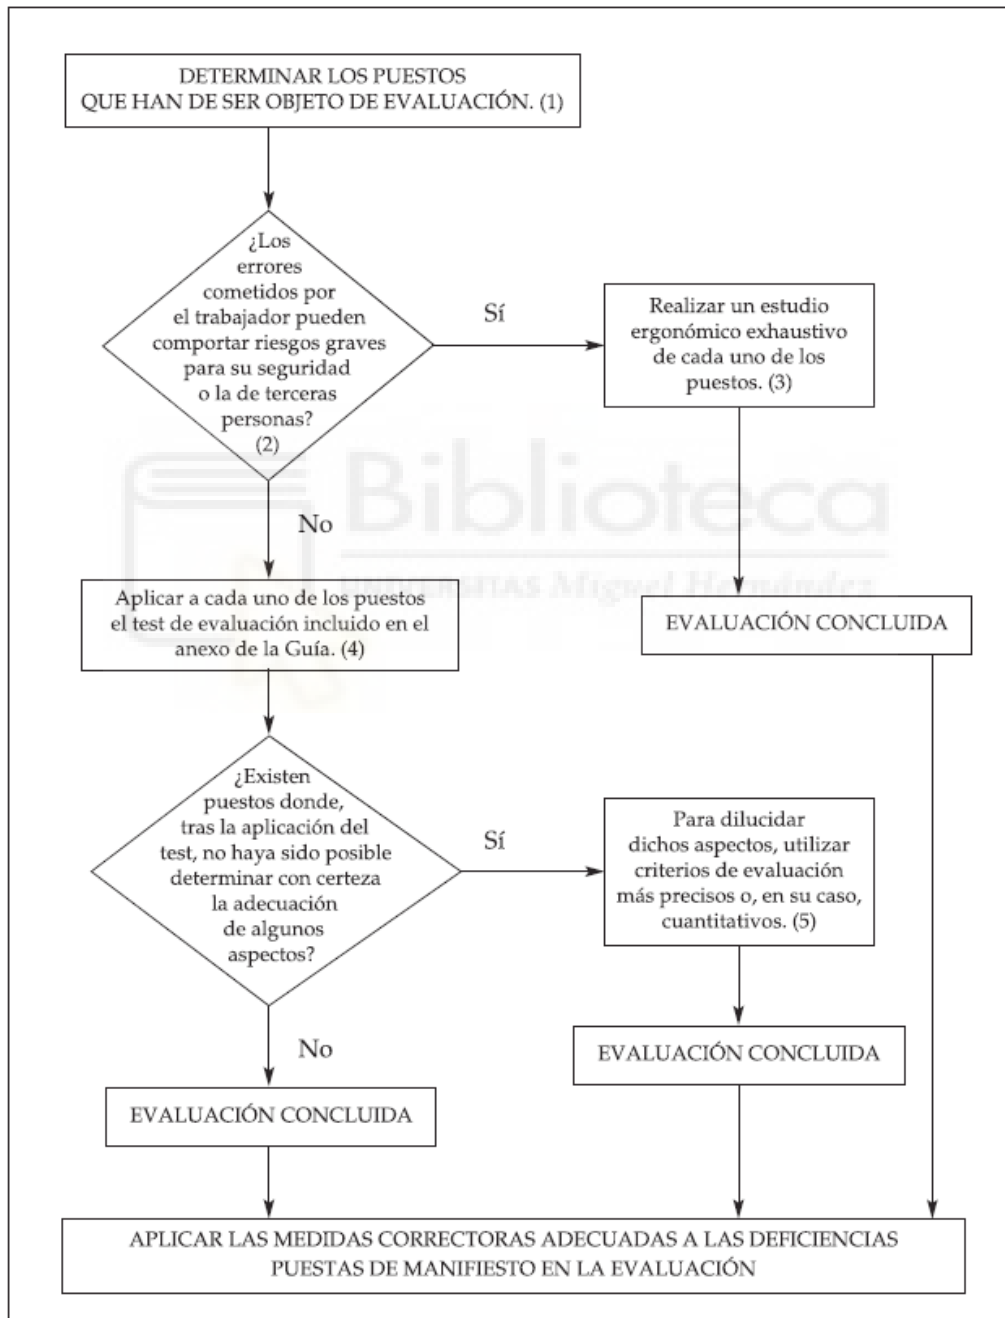 DETERMINAR LOS PUESTOS
QUE HAN DE SER OBJETO DE EVALUACIÓN. (1)
¿Los
errores
cometidos por
el trabajador pueden
comportar riesgos graves
para su seguridad
o la de terceras
personas?
(2)
Sí
Realizar un estudio
ergonómico exhaustivo
de cada uno de los
puestos. (3)
No
Biblioteca
UNIVERSITAS Miguel Hernández
Aplicar a cada uno de los puestos
el test de evaluación incluido en el
anexo de la Guía. (4)
EVALUACIÓN CONCLUIDA
¿Existen
puestos donde,
tras la aplicación del
test, no haya sido posible
determinar con certeza
la adecuación
de algunos
aspectos?
Sí
Para dilucidar
dichos aspectos, utilizar
criterios de evaluación
más precisos o, en su caso,
cuantitativos. (5)
No
EVALUACIÓN CONCLUIDA
EVALUACIÓN CONCLUIDA
APLICAR LAS MEDIDAS CORRECTORAS ADECUADAS A LAS DEFICIENCIAS
PUESTAS DE MANIFIESTO EN LA EVALUACIÓN